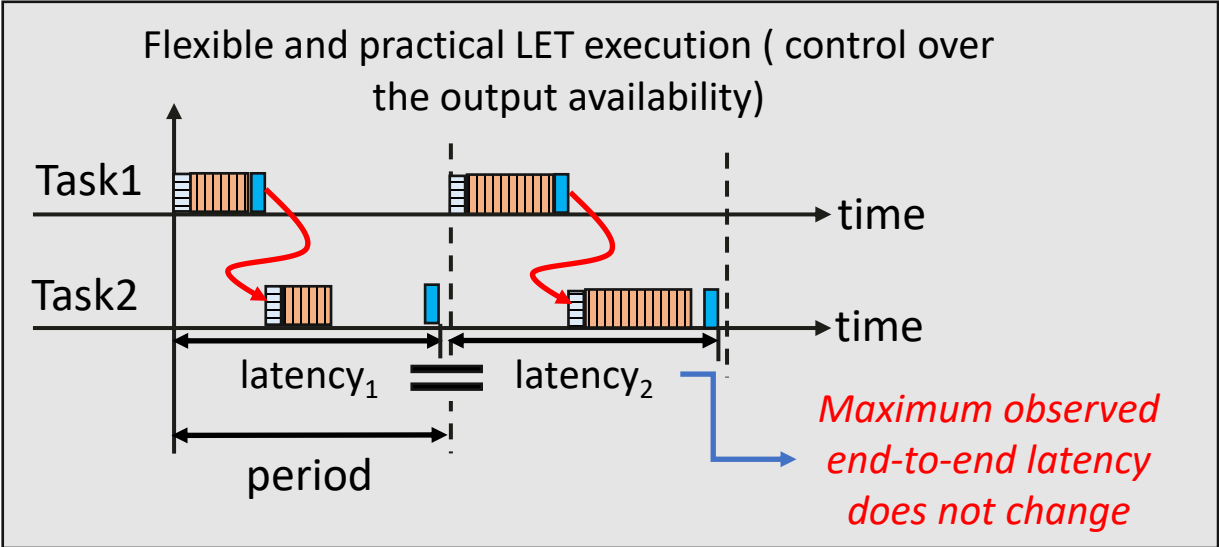 Flexible and practical LET execution ( control over
the output availability)
Task1
time
Task2
time
latency₁
latency₂
period
Maximum observed
end-to-end latency
does not change